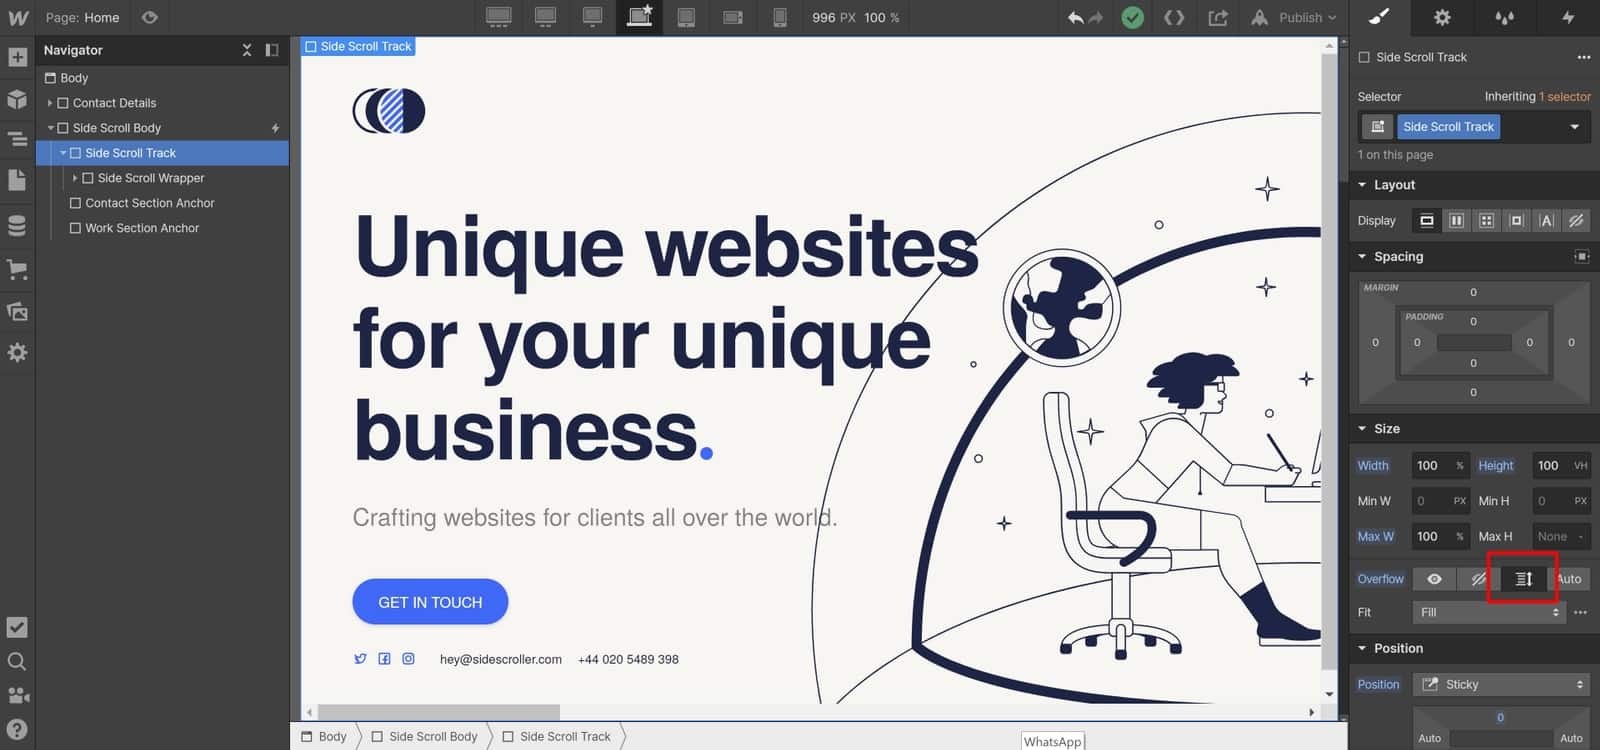 Page: Home
996 PX 100 %
Publish
Navigator
Body
Contact Details
Side Scroll Body
Side Scroll Track
Side Scroll Wrapper
Contact Section Anchor
Work Section Anchor
Side Scroll Track
Unique websites
for your unique
business.
Crafting websites for clients all over the world.
GET IN TOUCH
hey@sidescroller.com +44 020 5489 398
Body Side Scroll Body Side Scroll Track
WhatsApp
Side Scroll Track
Selector Inheriting 1 selector
Side Scroll Track
1 on this page
Layout
Display
Spacing
MARGIN
0
PADDING
0
0 0 0 0
0
0
Size
Width 100 % Height 100 VH
Min W 0 PX Min H 0 PX
Max W 100 % Max H None -
Overflow Auto
Fit Fill
Position
Position Sticky
0
Auto Auto